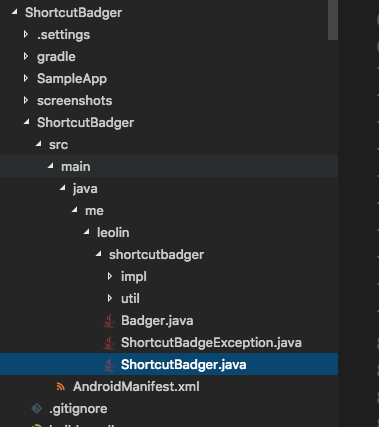 ShortcutBadger
.settings
gradle
SampleApp
screenshots
ShortcutBadger
src
main
java
me
leolin
shortcutbadger
impl
util
Badger.java
ShortcutBadgeException.java
ShortcutBadger.java
AndroidManifest.xml
.gitignore